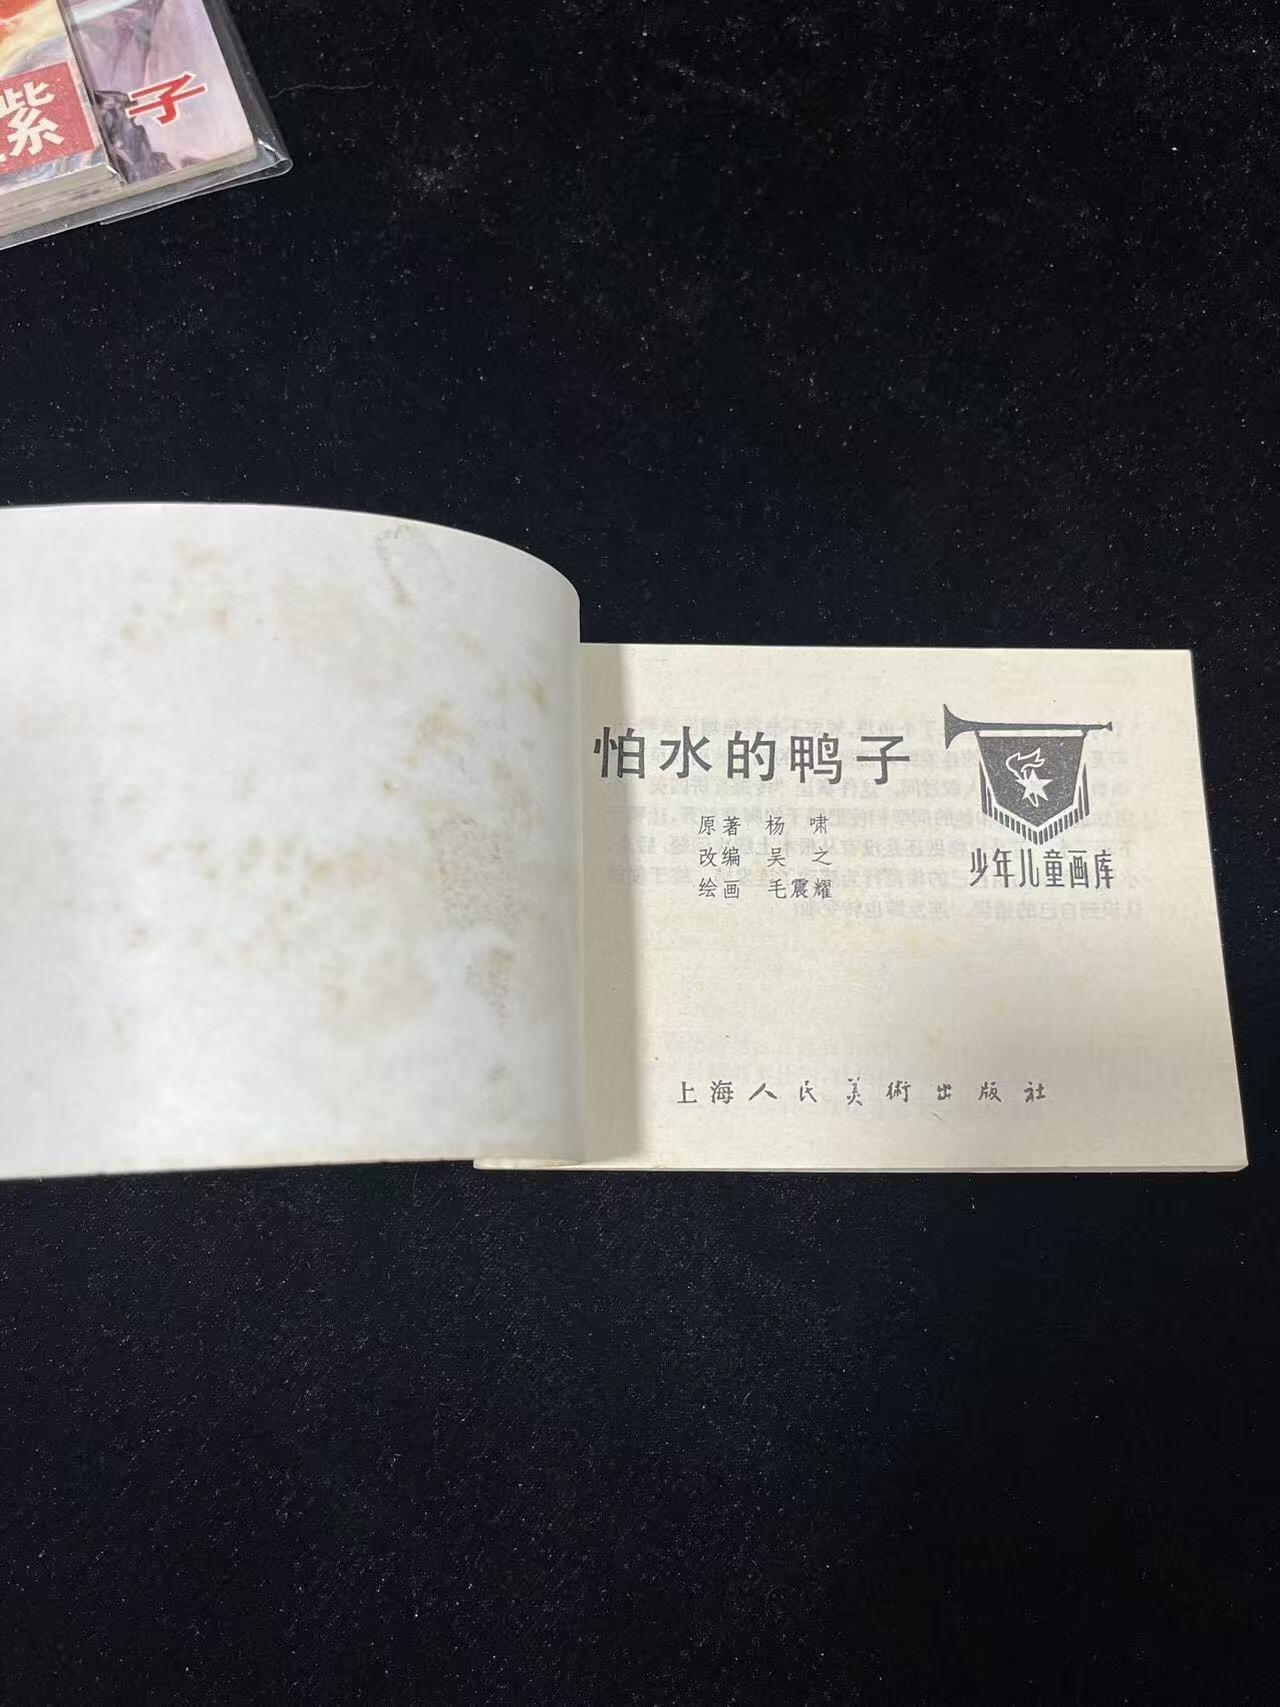 紫
子
怕水的鸭子
原著 杨 啸
改编 吴 之
绘画 毛震耀
少年儿童画库
上海人民美術出版社